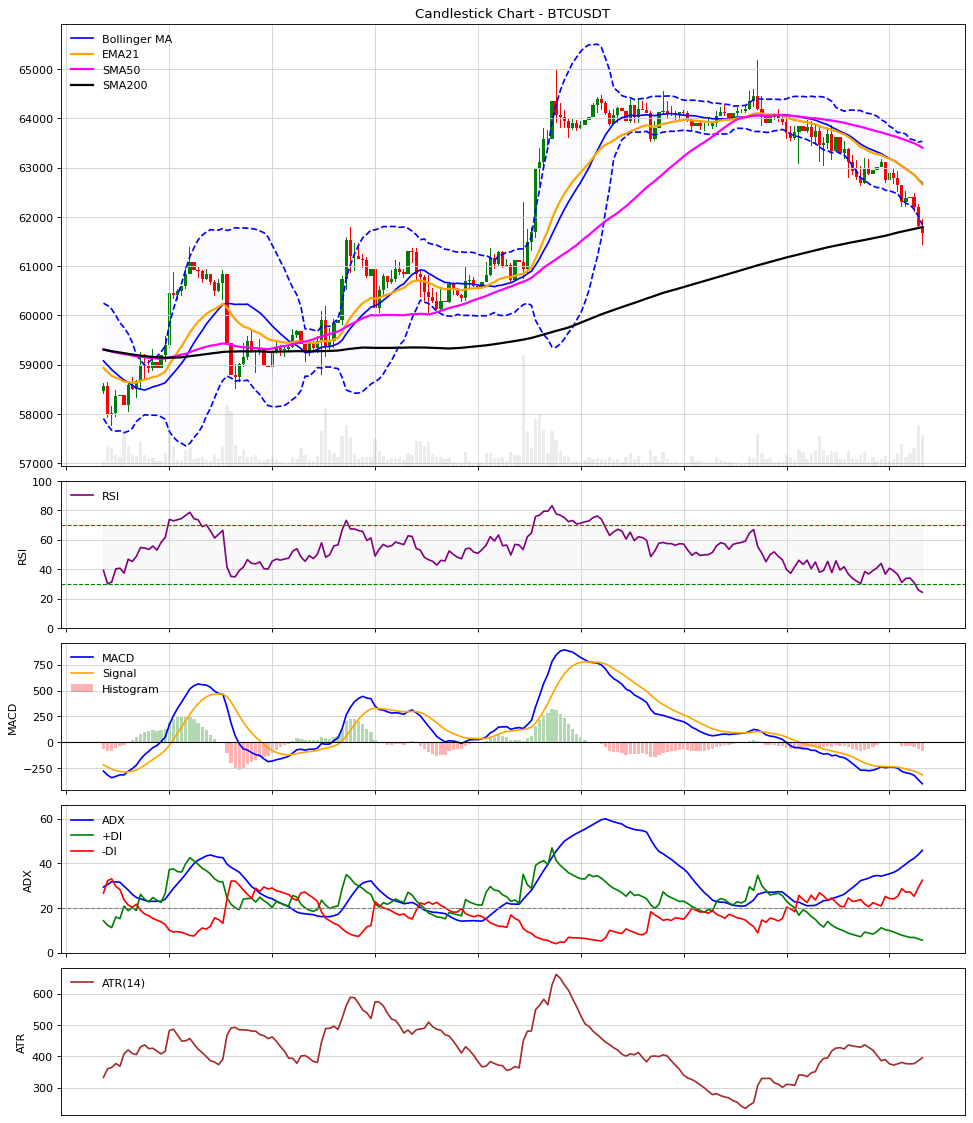 Candlestick Chart - BTCUSDT
Bollinger MA
EMA21
SMA50
SMA200
65000
64000
63000
62000
61000
60000
59000
58000
57000
RSI
RSI
100
80
60
40
20
0
MACD
Signal
Histogram
MACD
750
500
250
0
−250
ADX
+DI
-DI
ADX
60
40
20
0
ATR(14)
ATR
600
500
400
300